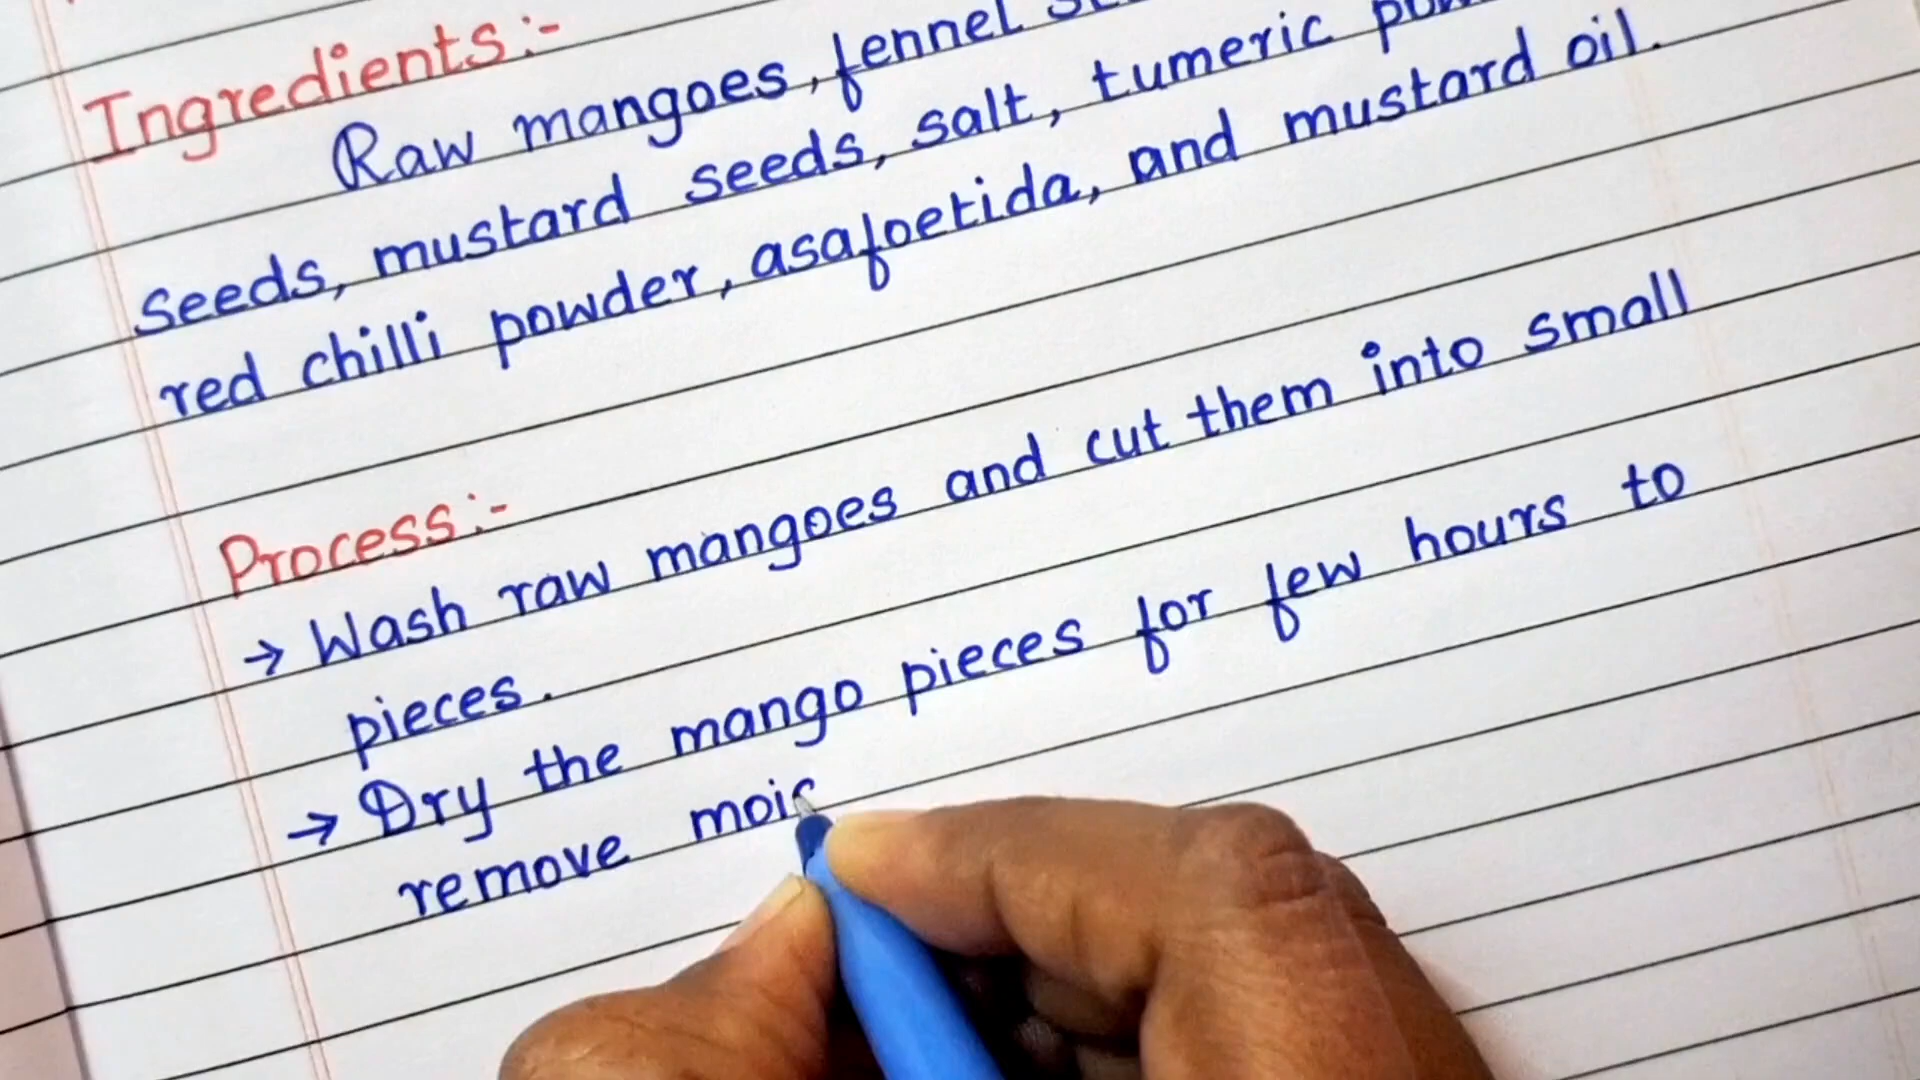 Ingredients:-
Raw mangoes, fennel
seeds, mustard seeds, salt, tumeric
red chilli powder, asafoetida, and mustard oil.
Process:-
→ Wash raw mangoes and cut them into small
pieces.
→ Dry the mango pieces for few hours to
remove